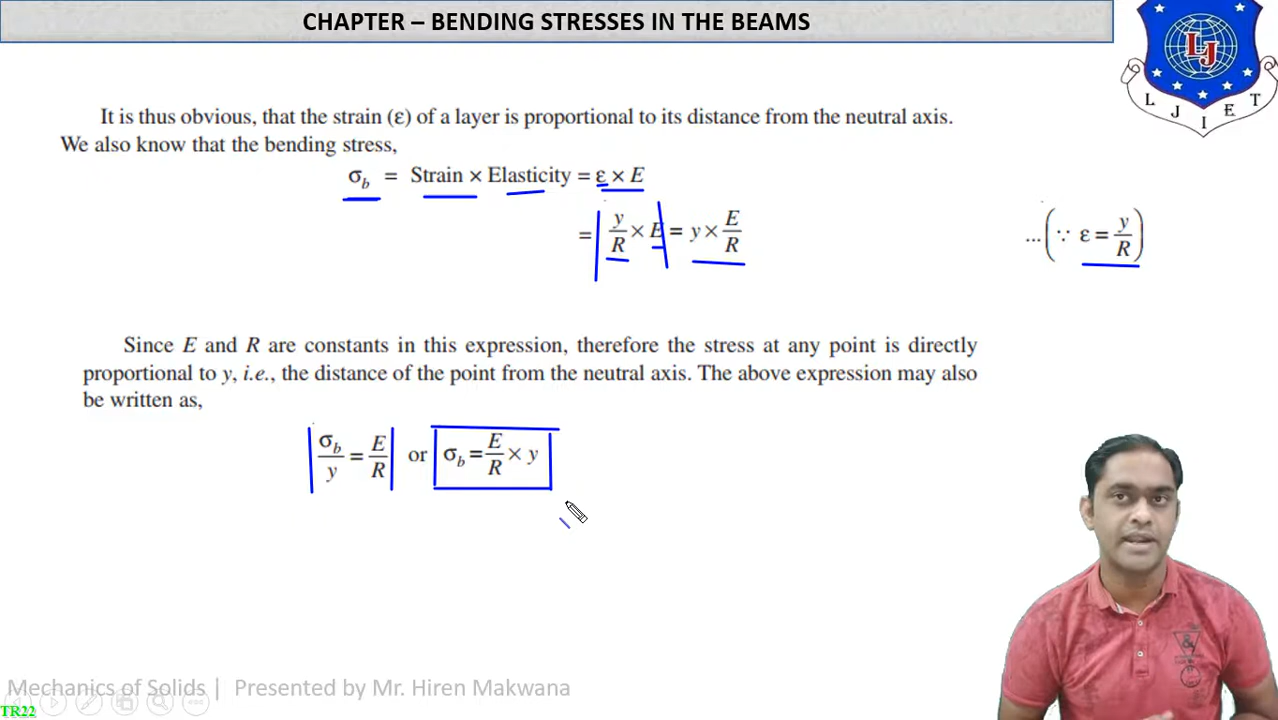 CHAPTER – BENDING STRESSES IN THE BEAMS
LJ
L J I E T
It is thus obvious, that the strain (ε) of a layer is proportional to its distance from the neutral axis.
We also know that the bending stress,
σb = Strain × Elasticity = ε × E
= y/R × E = y × E/R ...(∵ ε = y/R)
Since E and R are constants in this expression, therefore the stress at any point is directly
proportional to y, i.e., the distance of the point from the neutral axis. The above expression may also
be written as,
σb/y = E/R or σb = E/R × y
Mechanics of Solids | Presented by Mr. Hiren Makwana
TR22